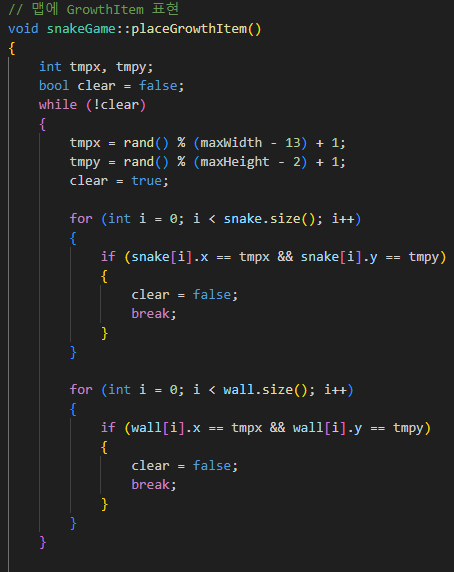 // 맵에 GrowthItem 표현
void snakeGame::placeGrowthItem()
{
    int tmpx, tmpy;
    bool clear = false;
    while (!clear)
    {
        tmpx = rand() % (maxWidth - 13) + 1;
        tmpy = rand() % (maxHeight - 2) + 1;
        clear = true;

        for (int i = 0; i < snake.size(); i++)
        {
            if (snake[i].x == tmpx && snake[i].y == tmpy)
            {
                clear = false;
                break;
            }
        }

        for (int i = 0; i < wall.size(); i++)
        {
            if (wall[i].x == tmpx && wall[i].y == tmpy)
            {
                clear = false;
                break;
            }
        }
    }